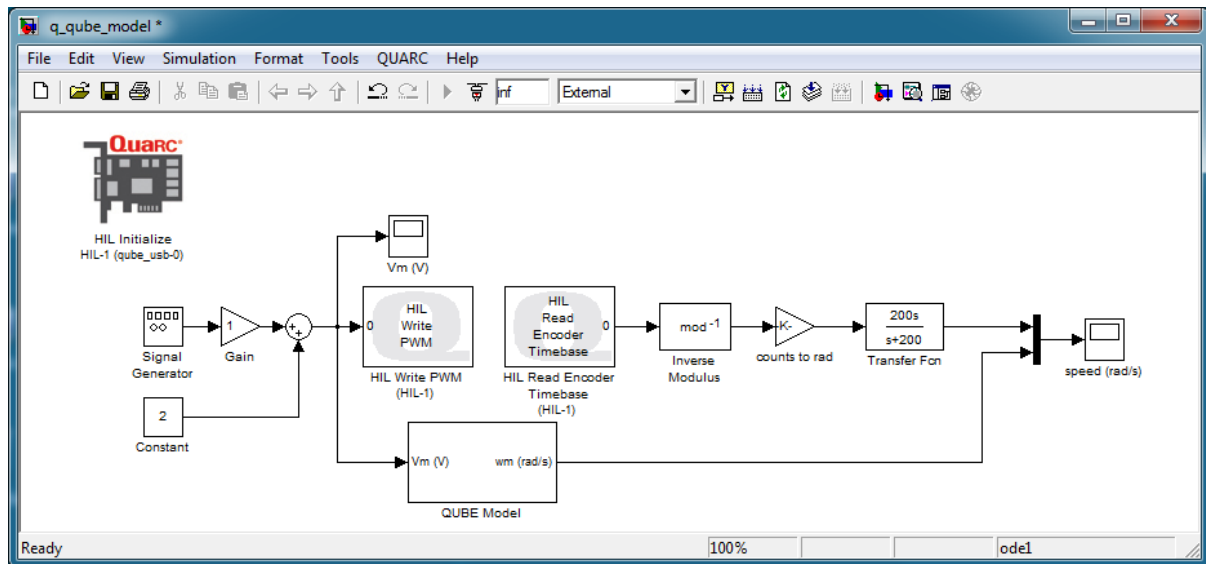 q_qube_model *
File Edit View Simulation Format Tools QUARC Help
inf External
QUARC
HIL Initialize
HIL-1 (qube_usb-0)
Vm (V)
Signal
Generator
1
Gain
+
+
0
HIL
Write
PWM
HIL Write PWM
(HIL-1)
HIL
Read
Encoder
Timebase
0
HIL Read Encoder
Timebase
(HIL-1)
mod -1
Inverse
Modulus
-K-
counts to rad
200s
s+200
Transfer Fcn
speed (rad/s)
2
Constant
Vm (V) wm (rad/s)
QUBE Model
Ready 100% ode1